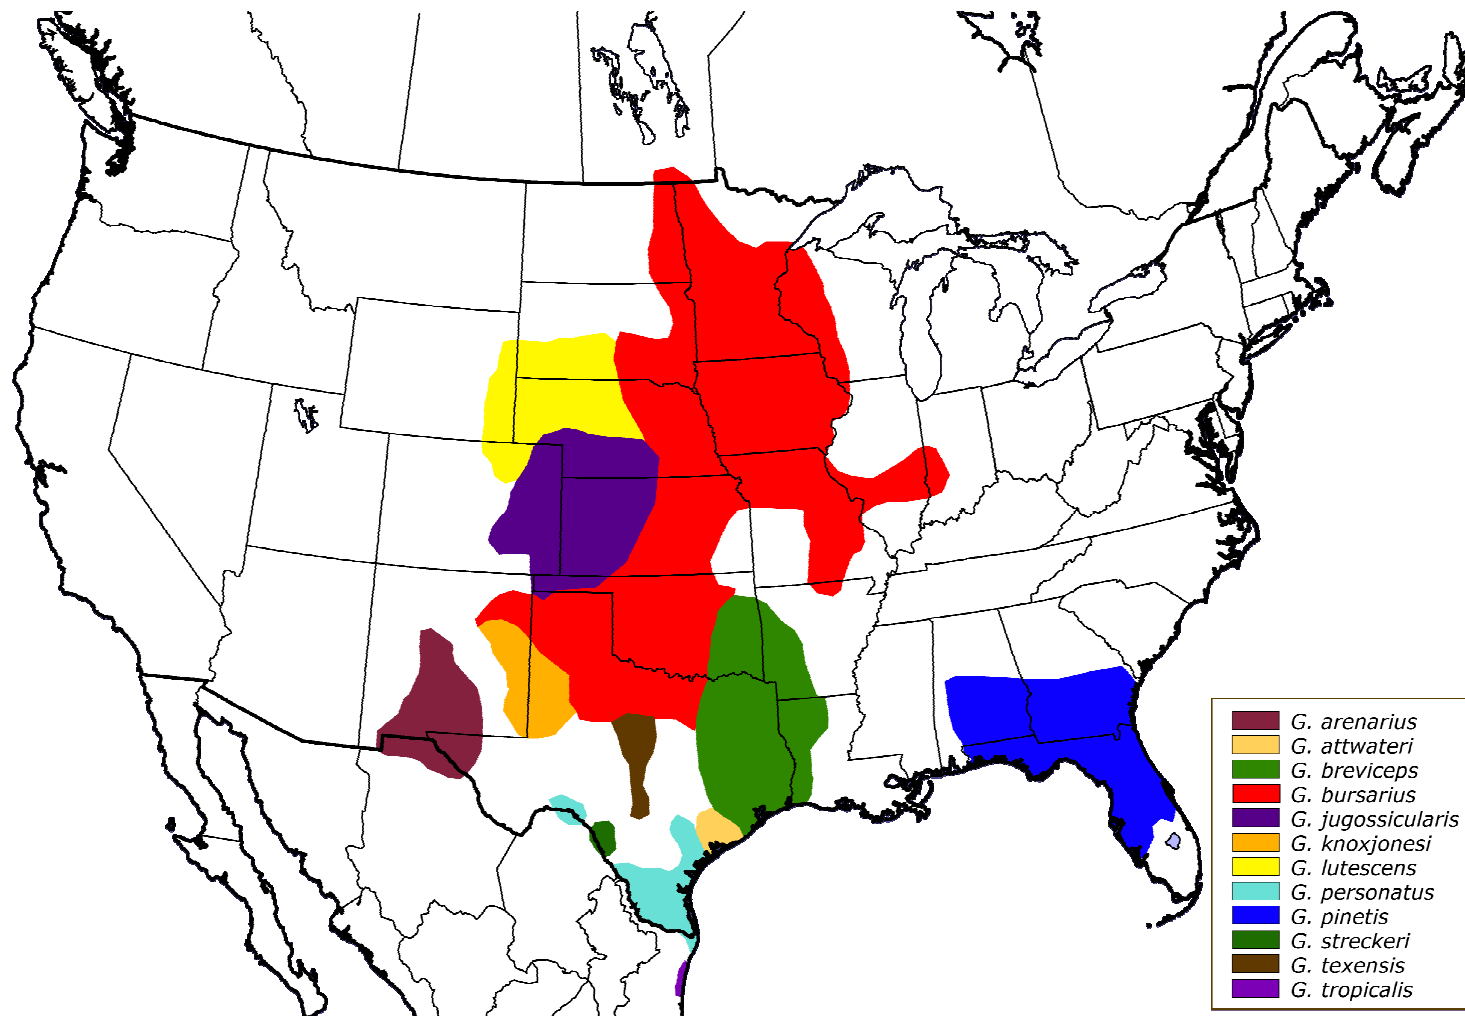 G. arenarius
G. attwateri
G. breviceps
G. bursarius
G. jugossicularis
G. knoxjonesi
G. lutescens
G. personatus
G. pinetis
G. streckeri
G. texensis
G. tropicalis